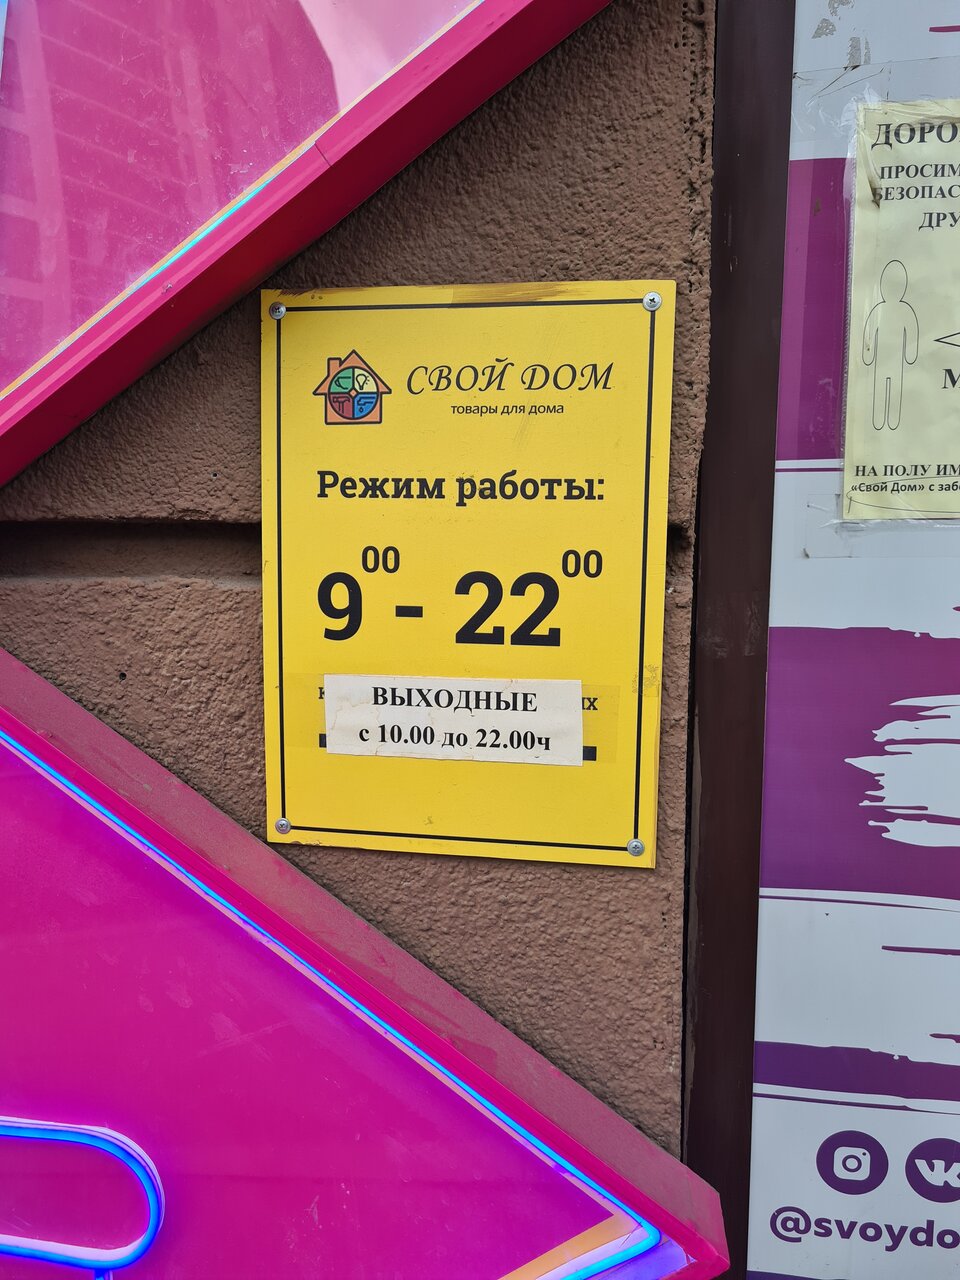 СВОЙ ДОМ
товары для дома
Режим работы:
9 00 - 22 00
ВЫХОДНЫЕ
с 10.00 до 22.00ч
ДОРО
ПРОСИМ
БЕЗОПАС
ДРУ
М
НА ПОЛУ ИМ
«Свой Дом» с забо
@svoydo